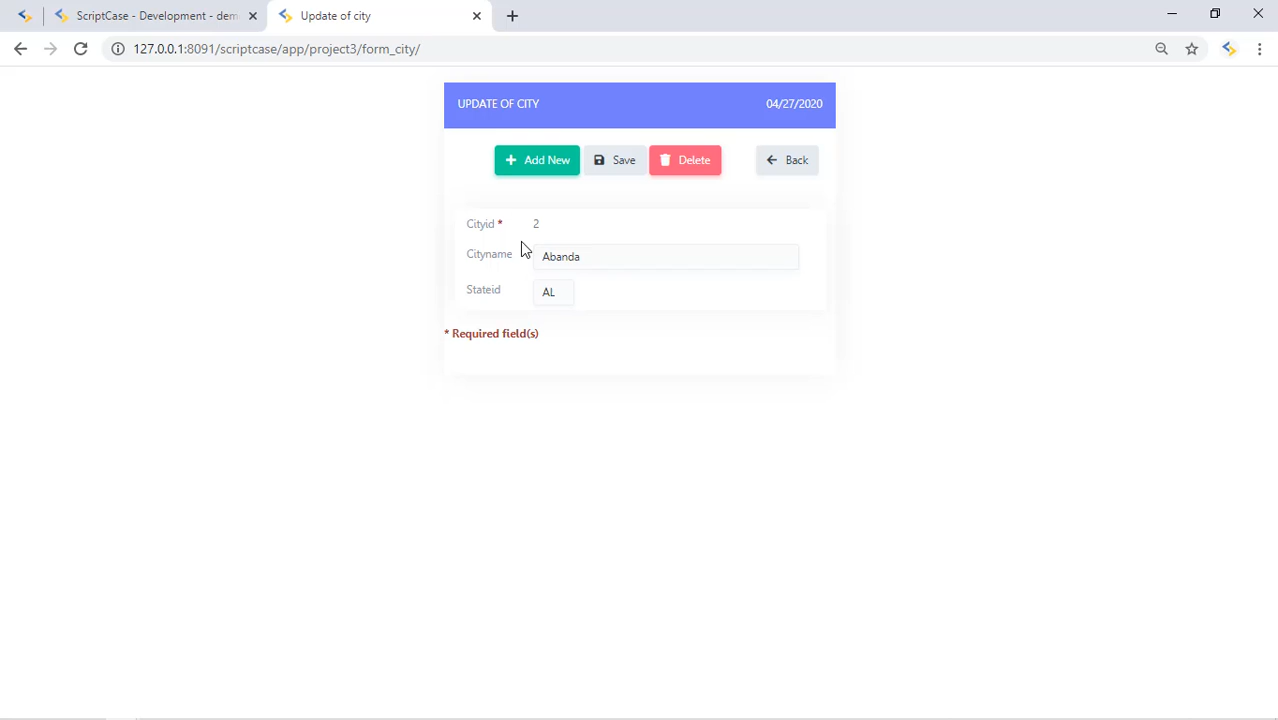 ScriptCase - Development - dem
Update of city
127.0.0.1:8091/scriptcase/app/project3/form_city/
UPDATE OF CITY 04/27/2020
Add New Save Delete Back
Cityid * 2
Cityname Abanda
Stateid AL
* Required field(s)